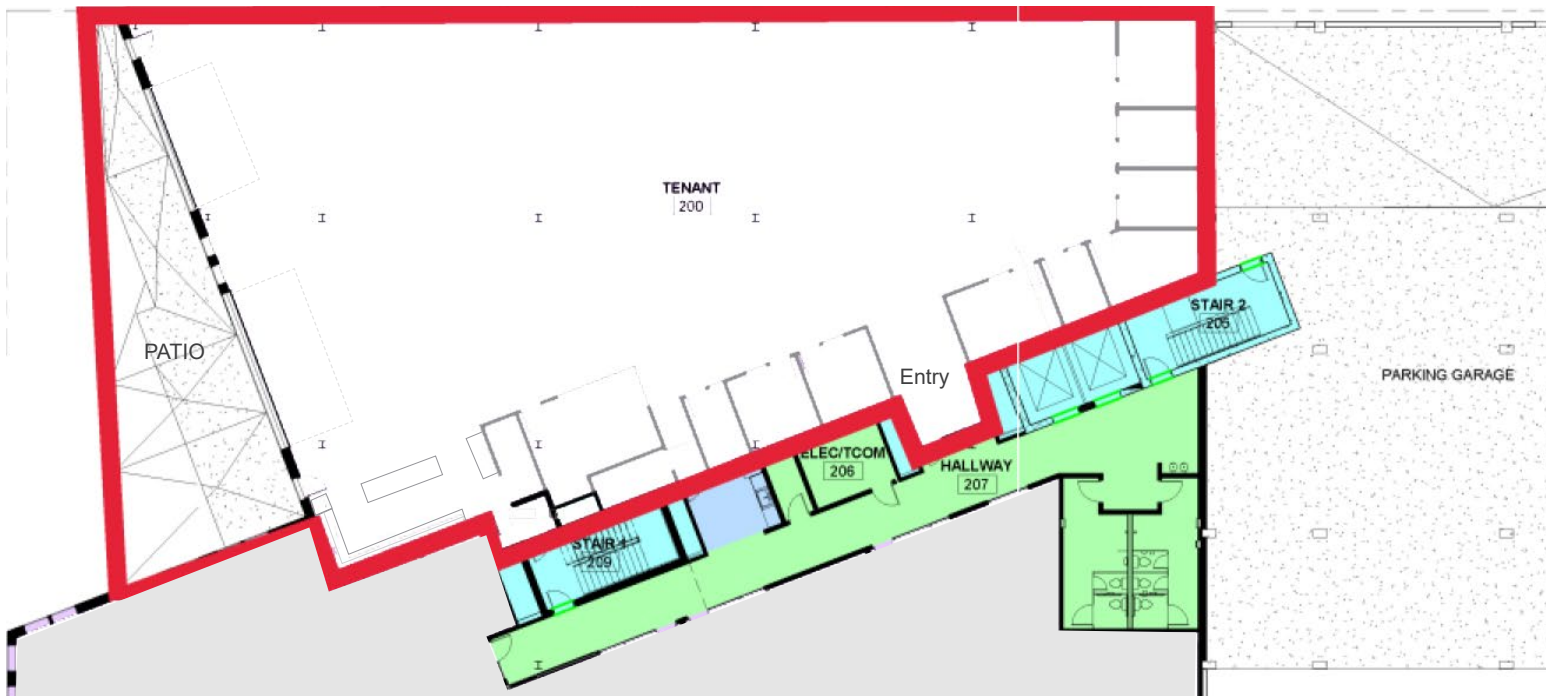 TENANT
200
STAIR 2
205
PATIO
Entry
PARKING GARAGE
ELEC/TCOM
206
HALLWAY
207
STAIR 1
209